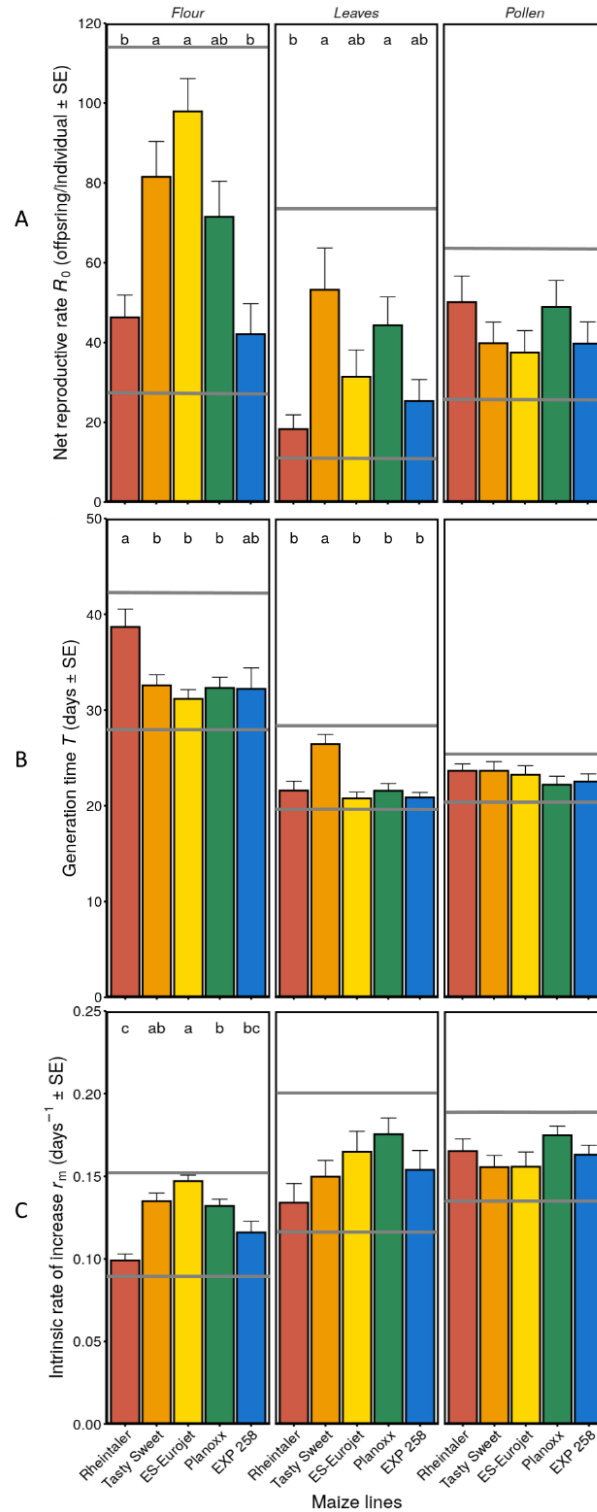 Flour Leaves Pollen
A
Net reproductive rate R0 (offpsring/individual ± SE)
120
100
80
60
40
20
0
b a a ab b
b a ab a ab
B
Generation time T (days ± SE)
50
40
30
20
10
0
a b b b ab
b a b b b
C
Intrinsic rate of increase rm (days−1 ± SE)
0.25
0.20
0.15
0.10
0.05
0.00
c ab a b bc
Rheintaler Tasty Sweet ES-Eurojet Planoxx EXP 258
Rheintaler Tasty Sweet ES-Eurojet Planoxx EXP 258
Rheintaler Tasty Sweet ES-Eurojet Planoxx EXP 258
Maize lines